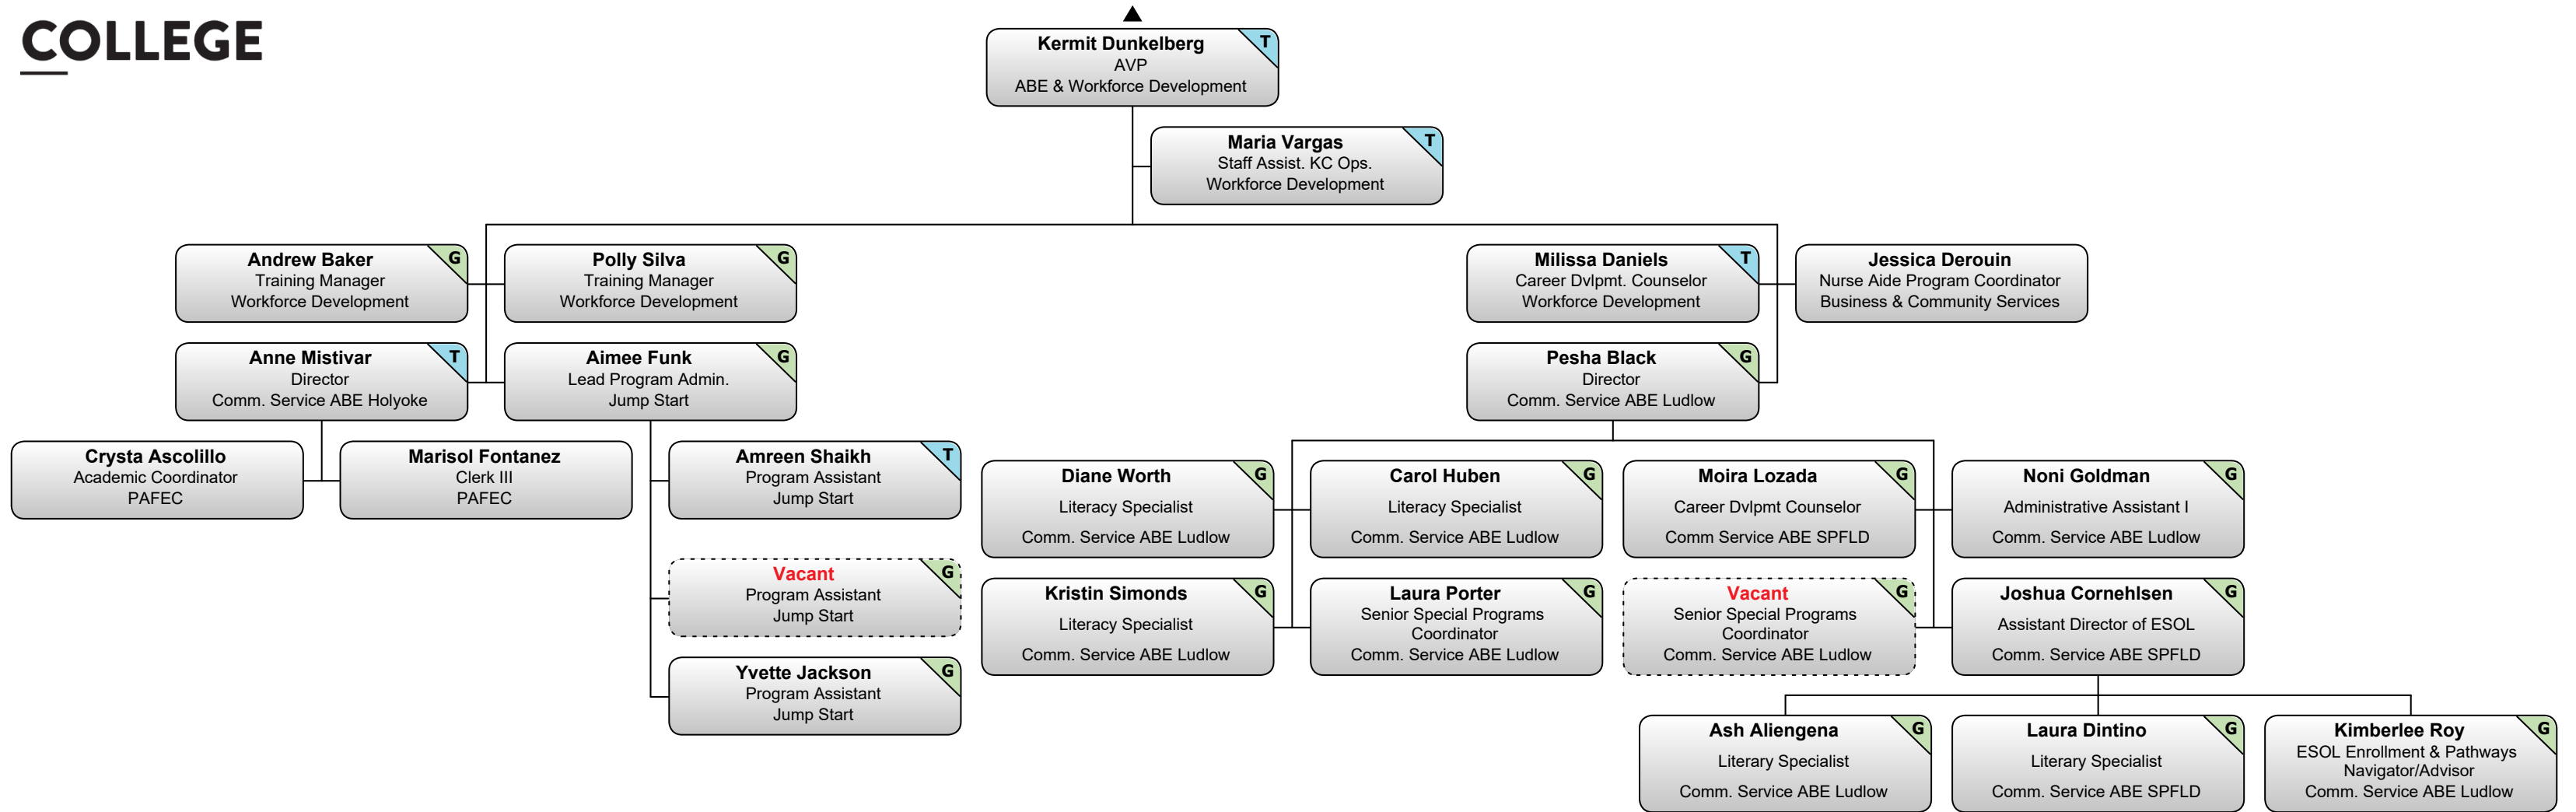 COLLEGE
Kermit Dunkelberg
T
AVP
ABE & Workforce Development
Maria Vargas
T
Staff Assist. KC Ops.
Workforce Development
Andrew Baker
G
Training Manager
Workforce Development
Polly Silva
G
Training Manager
Workforce Development
Milissa Daniels
T
Career Dvlpmt. Counselor
Workforce Development
Jessica Derouin
Nurse Aide Program Coordinator
Business & Community Services
Anne Mistivar
T
Director
Comm. Service ABE Holyoke
Aimee Funk
G
Lead Program Admin.
Jump Start
Pesha Black
G
Director
Comm. Service ABE Ludlow
Crysta Ascolillo
Academic Coordinator
PAFEC
Marisol Fontanez
Clerk III
PAFEC
Amreen Shaikh
T
Program Assistant
Jump Start
Diane Worth
G
Literacy Specialist
Comm. Service ABE Ludlow
Carol Huben
G
Literacy Specialist
Comm. Service ABE Ludlow
Moira Lozada
G
Career Dvlpmt Counselor
Comm Service ABE SPFLD
Noni Goldman
G
Administrative Assistant I
Comm. Service ABE Ludlow
Vacant
G
Program Assistant
Jump Start
Kristin Simonds
G
Literacy Specialist
Comm. Service ABE Ludlow
Laura Porter
G
Senior Special Programs
Coordinator
Comm. Service ABE Ludlow
Vacant
G
Senior Special Programs
Coordinator
Comm. Service ABE Ludlow
Joshua Cornehlsen
G
Assistant Director of ESOL
Comm. Service ABE SPFLD
Yvette Jackson
G
Program Assistant
Jump Start
Ash Aliengena
G
Literary Specialist
Comm. Service ABE Ludlow
Laura Dintino
G
Literary Specialist
Comm. Service ABE SPFLD
Kimberlee Roy
G
ESOL Enrollment & Pathways
Navigator/Advisor
Comm. Service ABE Ludlow